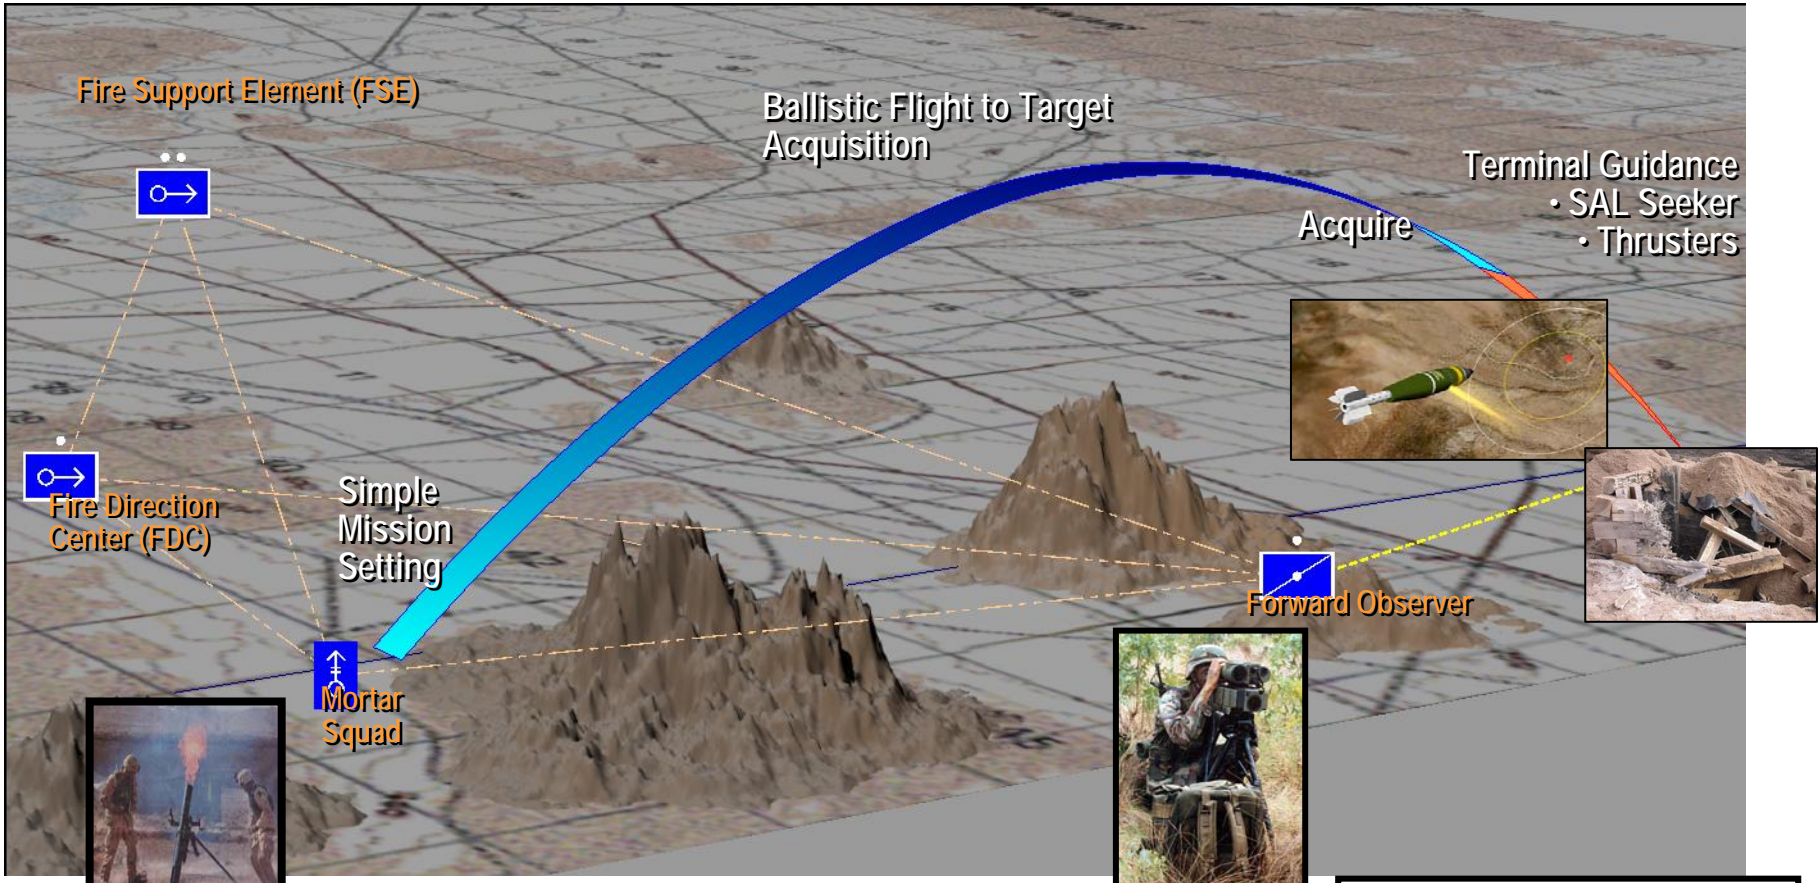 Fire Support Element (FSE)
Ballistic Flight to Target
Acquisition
Terminal Guidance
• SAL Seeker
• Thrusters
Acquire
Simple
Mission
Setting
Fire Direction
Center (FDC)
Forward Observer
Mortar
Squad